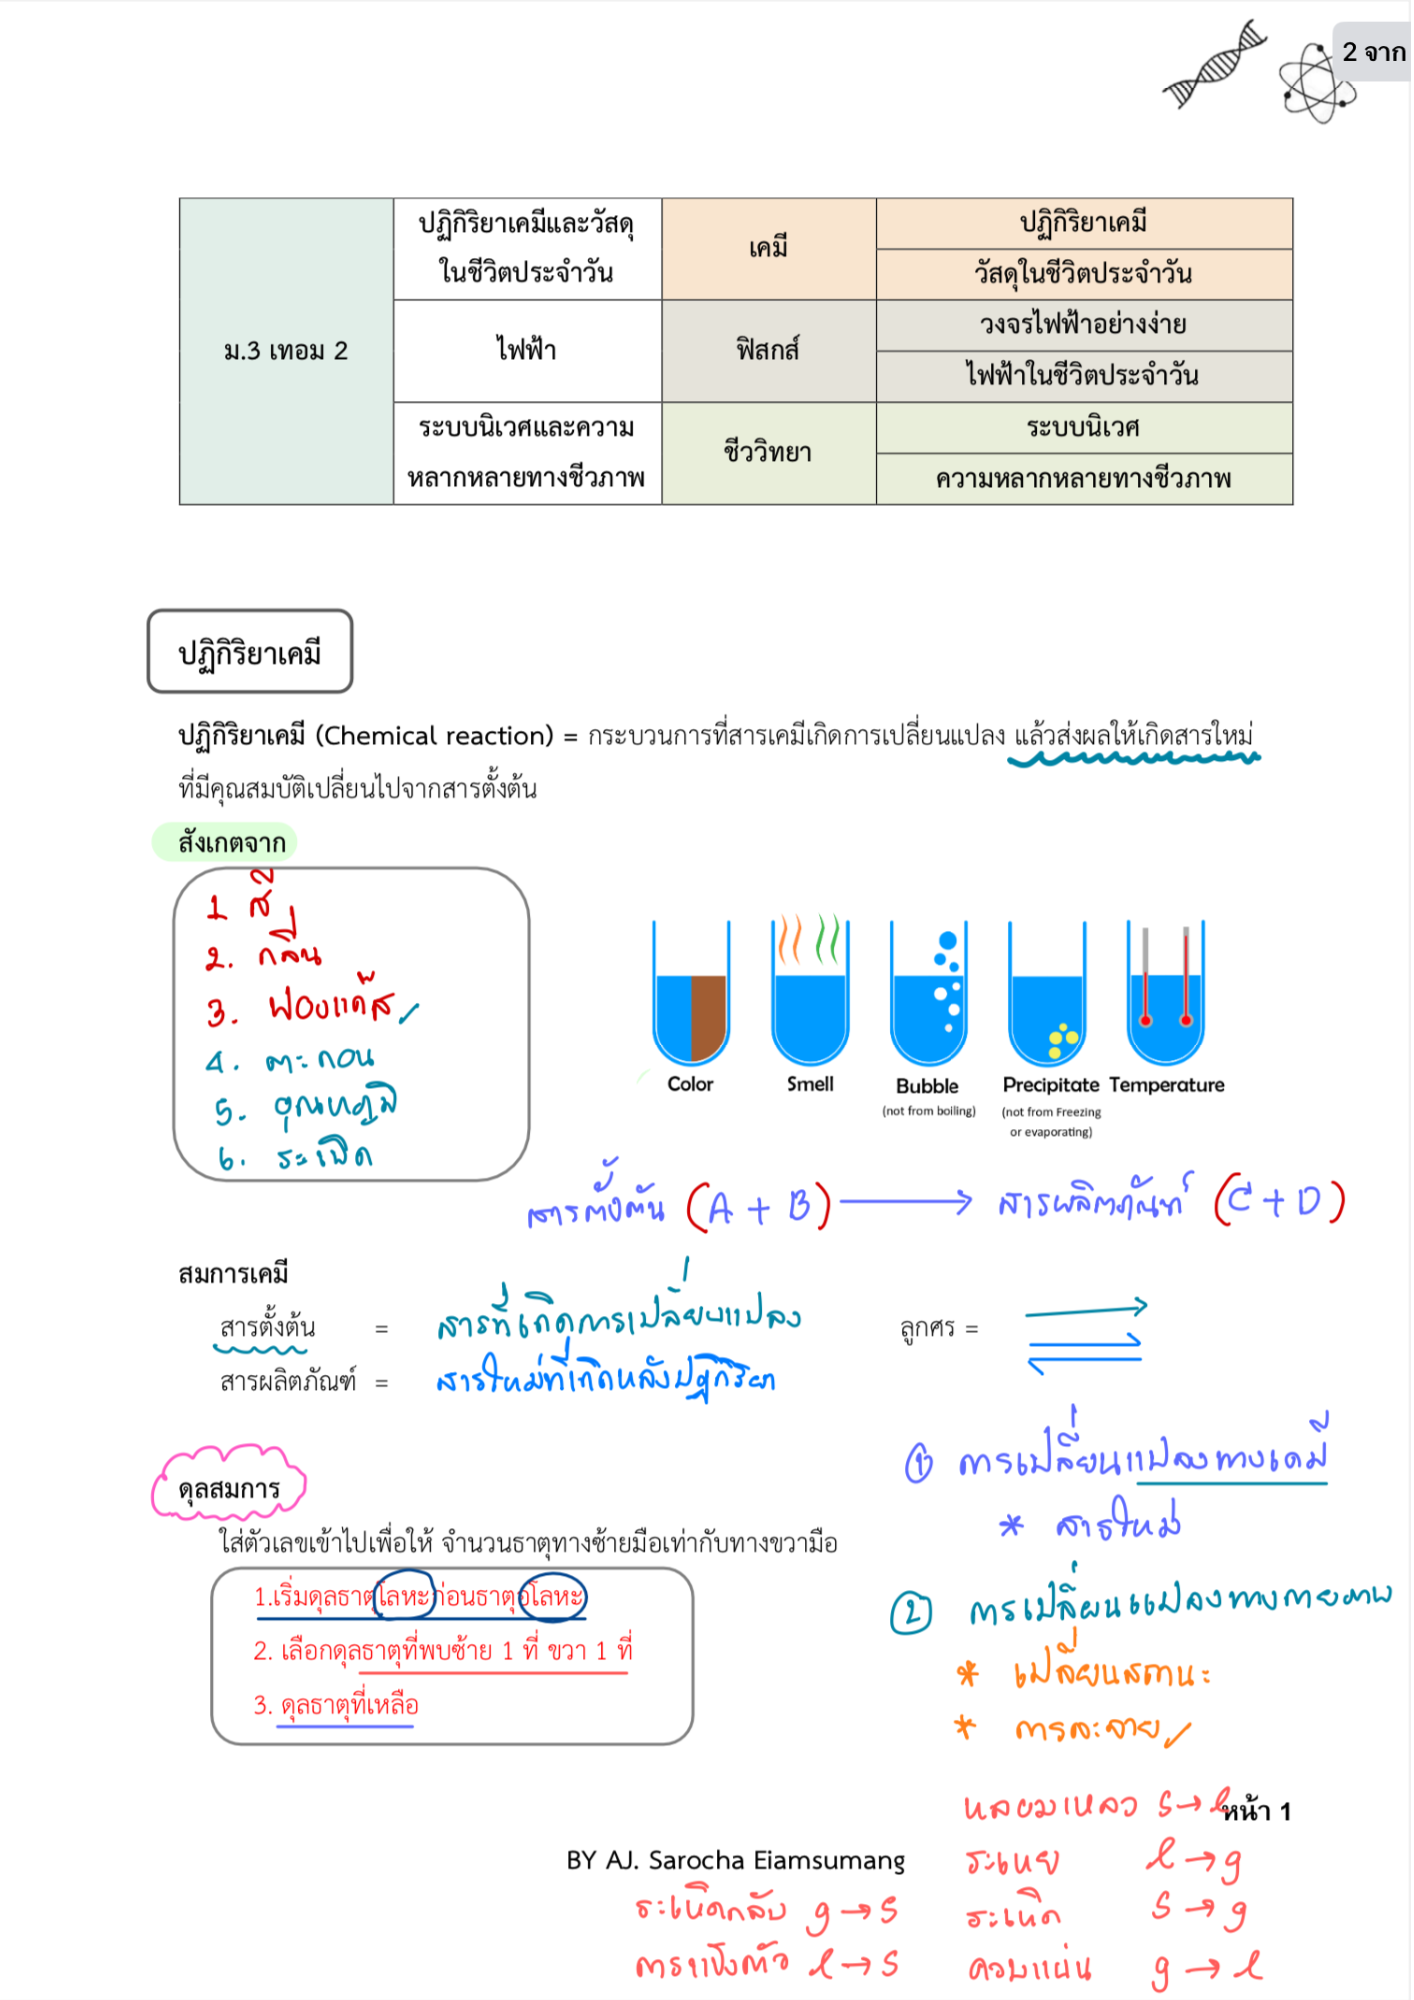 2 จาก
ม.3 เทอม 2
ปฏิกิริยาเคมีและวัสดุ
ในชีวิตประจำวัน
เคมี
ปฏิกิริยาเคมี
วัสดุในชีวิตประจำวัน
ไฟฟ้า
ฟิสิกส์
วงจรไฟฟ้าอย่างง่าย
ไฟฟ้าในชีวิตประจำวัน
ระบบนิเวศและความ
หลากหลายทางชีวภาพ
ชีววิทยา
ระบบนิเวศ
ความหลากหลายทางชีวภาพ
ปฏิกิริยาเคมี
ปฏิกิริยาเคมี (Chemical reaction) = กระบวนการที่สารเคมีเกิดการเปลี่ยนแปลง แล้วส่งผลให้เกิดสารใหม่
ที่มีคุณสมบัติเปลี่ยนไปจากสารตั้งต้น
สังเกตจาก
1 สี
2. กลิ่น
3. ฟองแก๊ส
4. ตะกอน
5. อุณหภูมิ
6. ระเบิด
Color
Smell
Bubble
(not from boiling)
Precipitate
(not from Freezing
or evaporating)
Temperature
สารตั้งต้น (A + B) → สารผลิตภัณฑ์ (C + D)
สมการเคมี
สารตั้งต้น = สารที่เกิดการเปลี่ยนแปลง
ลูกศร = → ⇌
สารผลิตภัณฑ์ = สารใหม่ที่เกิดหลังปฏิกิริยา
ดุลสมการ
ใส่ตัวเลขเข้าไปเพื่อให้ จำนวนธาตุทางซ้ายมือเท่ากับทางขวามือ
1.เริ่มดุลธาตุโลหะก่อนธาตุอโลหะ
2. เลือกดุลธาตุที่พบซ้าย 1 ที่ ขวา 1 ที่
3. ดุลธาตุที่เหลือ
① การเปลี่ยนแปลงทางเคมี
* สารใหม่
② การเปลี่ยนแปลงทางกายภาพ
* เปลี่ยนสถานะ
* การละลาย
หลอมเหลว s → l
หน้า 1
BY AJ. Sarocha Eiamsumang
ระเหย l → g
ระเหิดกลับ g → s
ระเหิด s → g
การแข็งตัว l → s
ควบแน่น g → l